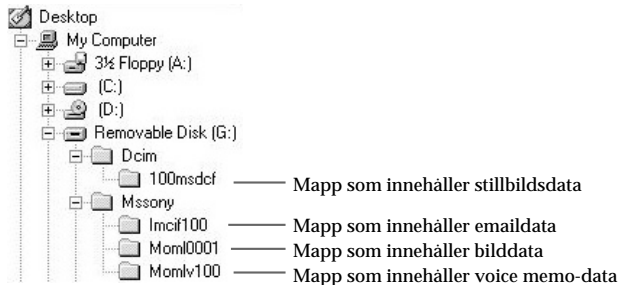 Desktop
My Computer
3½ Floppy (A:)
(C:)
(D:)
Removable Disk (G:)
Dcim
100msdcf Mapp som innehåller stillbildsdata
Mssony
Imcif100 Mapp som innehåller emaildata
Moml0001 Mapp som innehåller bilddata
Momlv100 Mapp som innehåller voice memo-data